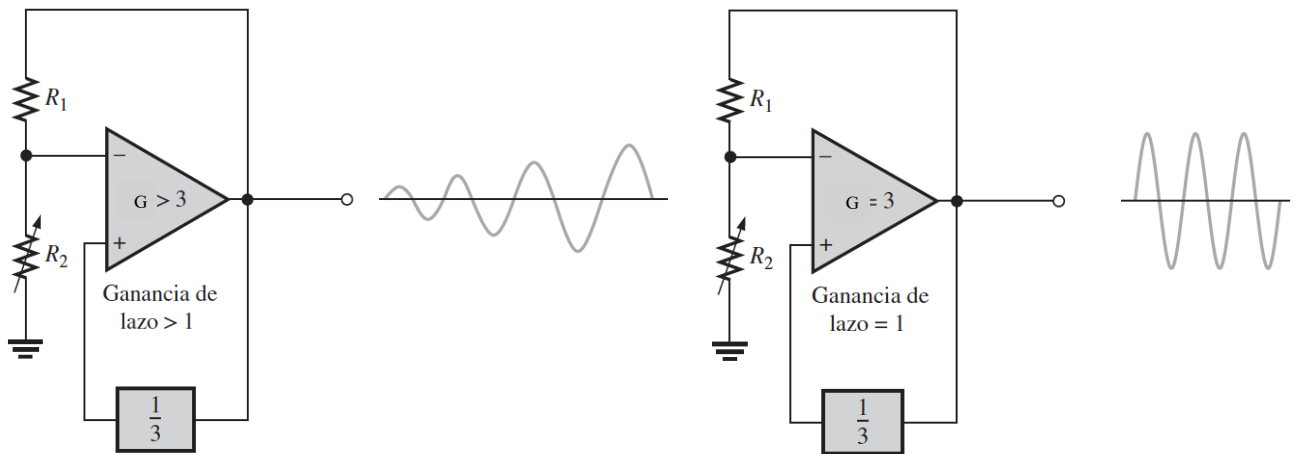 R1
−
G > 3
+
R2
Ganancia de
lazo > 1
1
3
R1
−
G = 3
+
R2
Ganancia de
lazo = 1
1
3